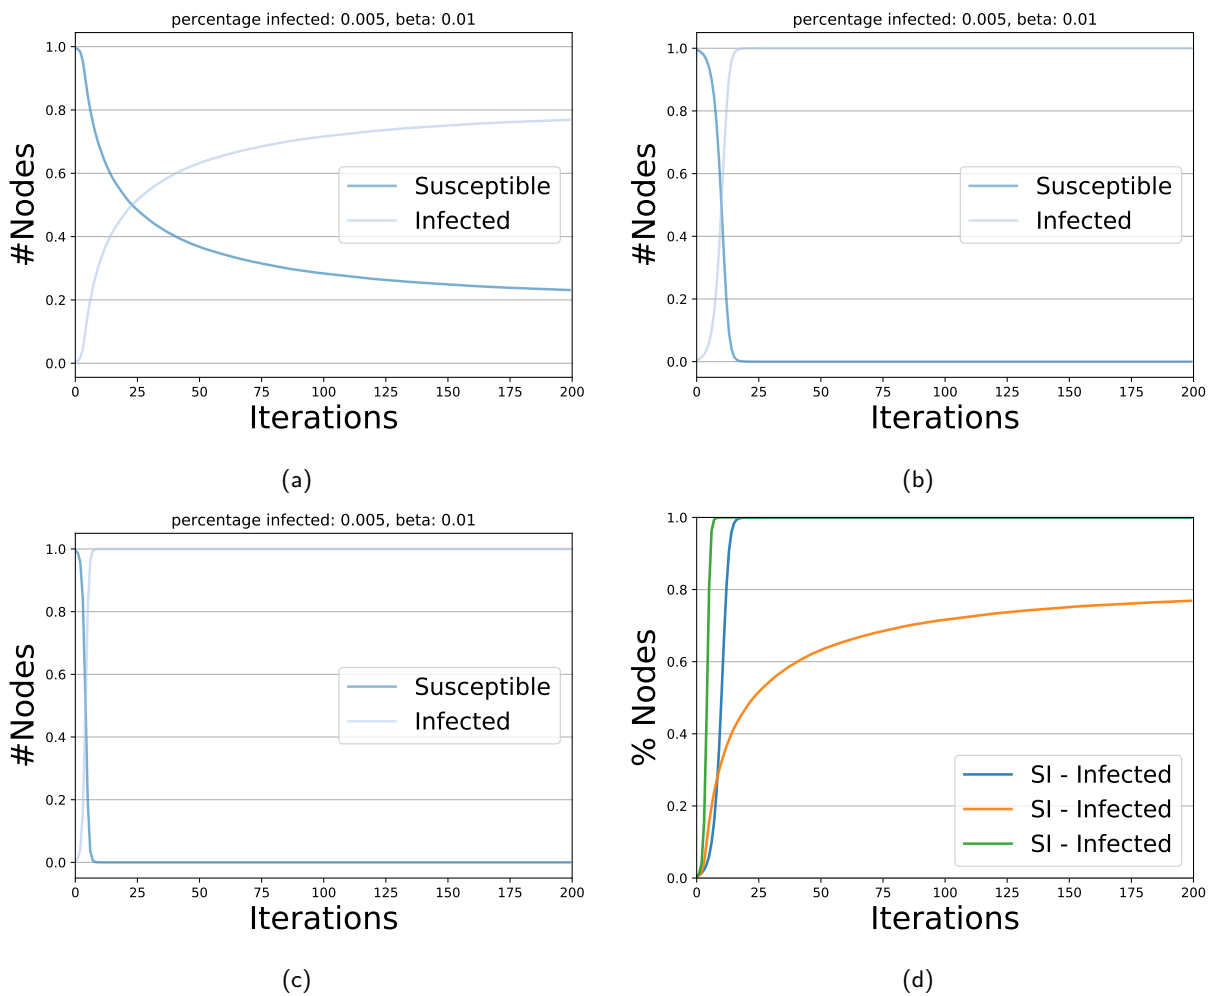 percentage infected: 0.005, beta: 0.01
1.0
0.8
0.6
0.4
0.2
0.0
#Nodes
Susceptible
Infected
0 25 50 75 100 125 150 175 200
Iterations
(a)
percentage infected: 0.005, beta: 0.01
1.0
0.8
0.6
0.4
0.2
0.0
#Nodes
Susceptible
Infected
0 25 50 75 100 125 150 175 200
Iterations
(b)
percentage infected: 0.005, beta: 0.01
1.0
0.8
0.6
0.4
0.2
0.0
#Nodes
Susceptible
Infected
0 25 50 75 100 125 150 175 200
Iterations
(c)
1.0
0.8
0.6
0.4
0.2
0.0
% Nodes
SI - Infected
SI - Infected
SI - Infected
0 25 50 75 100 125 150 175 200
Iterations
(d)